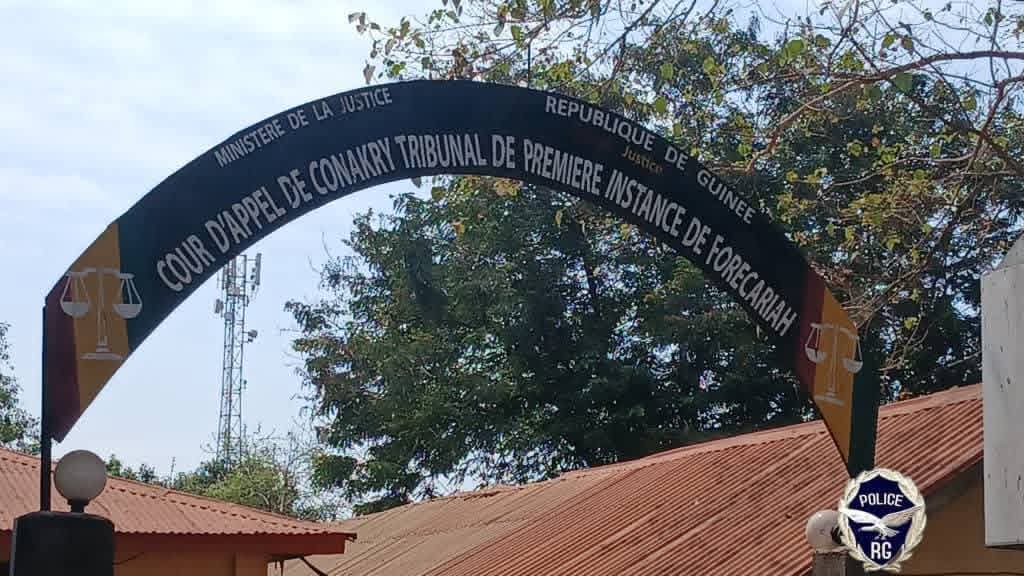 MINISTERE DE LA JUSTICE
REPUBLIQUE DE GUINEE
Justice
COUR D'APPEL DE CONAKRY TRIBUNAL DE PREMIERE INSTANCE DE FORECARIAH
POLICE
RG